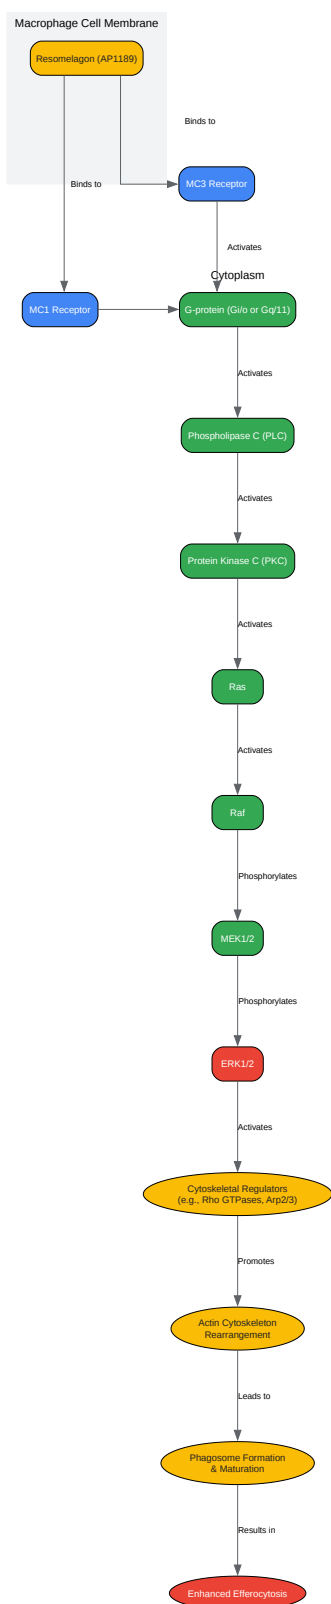 Macrophage Cell Membrane
Resomelagon (AP1189)
Binds to
Binds to
MC3 Receptor
Activates
Cytoplasm
MC1 Receptor
G-protein (Gi/o or Gq/11)
Activates
Phospholipase C (PLC)
Activates
Protein Kinase C (PKC)
Activates
Ras
Activates
Raf
Phosphorylates
MEK1/2
Phosphorylates
ERK1/2
Activates
Cytoskeletal Regulators
(e.g., Rho GTPases, Arp2/3)
Promotes
Actin Cytoskeleton
Rearrangement
Leads to
Phagosome Formation
& Maturation
Results in
Enhanced Efferocytosis